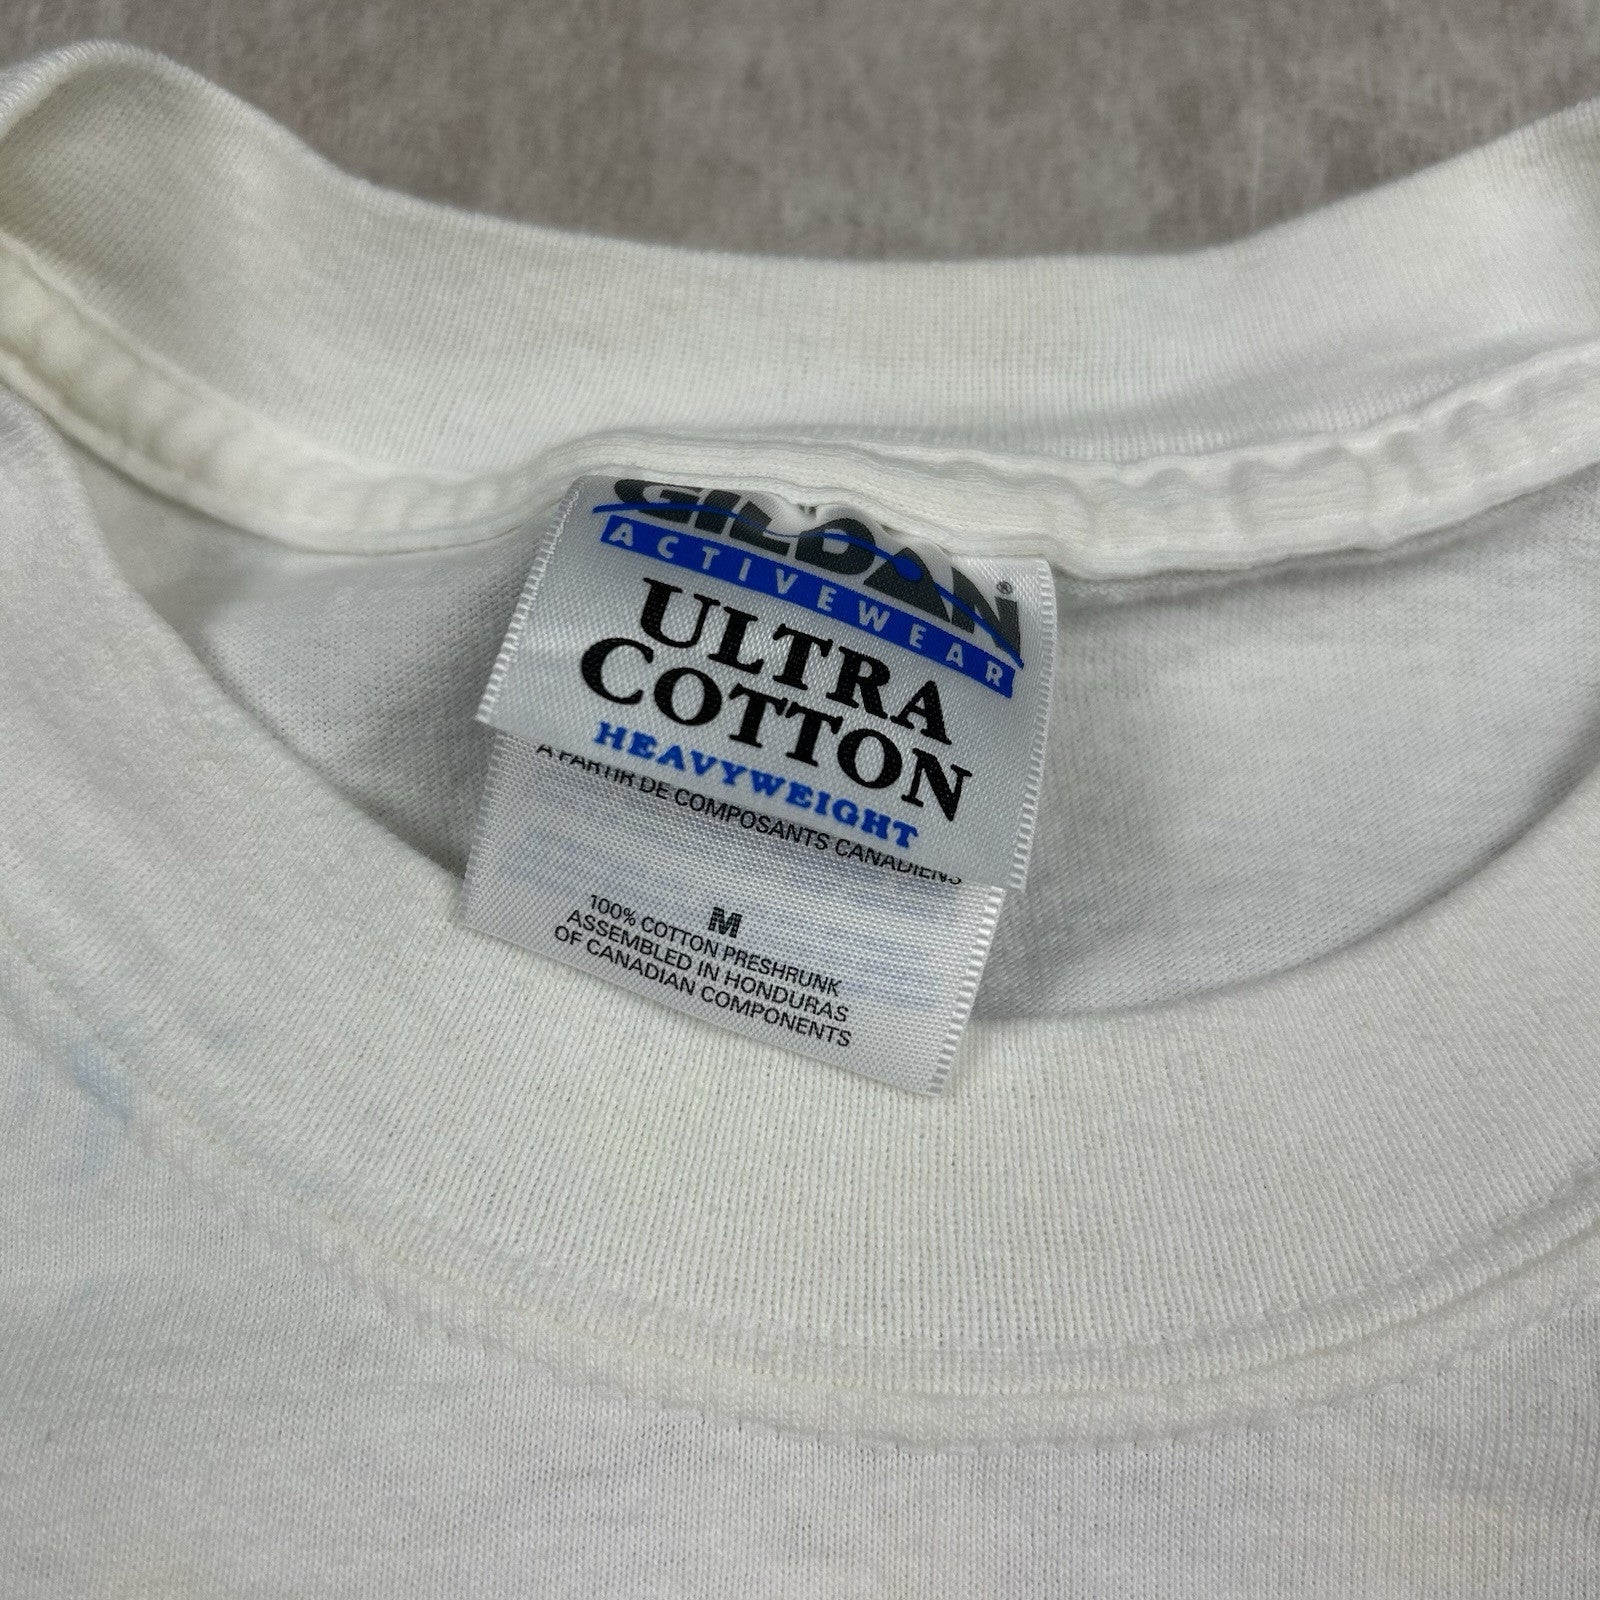 GILDAN®
ACTIVEWEAR
ULTRA
COTTON
HEAVYWEIGHT
A PARTIR DE COMPOSANTS CANADIENS
M
100% COTTON PRESHRUNK
ASSEMBLED IN HONDURAS
OF CANADIAN COMPONENTS